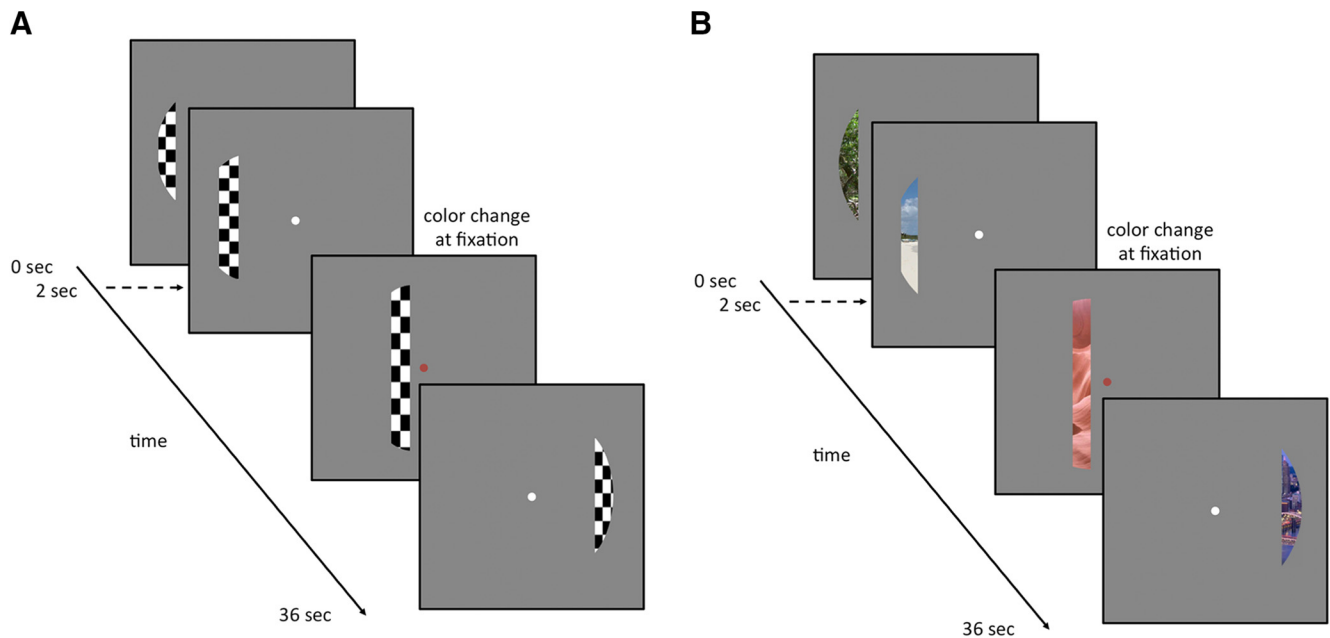 A
color change
at fixation
0 sec
2 sec
time
36 sec
B
color change
at fixation
0 sec
2 sec
time
36 sec